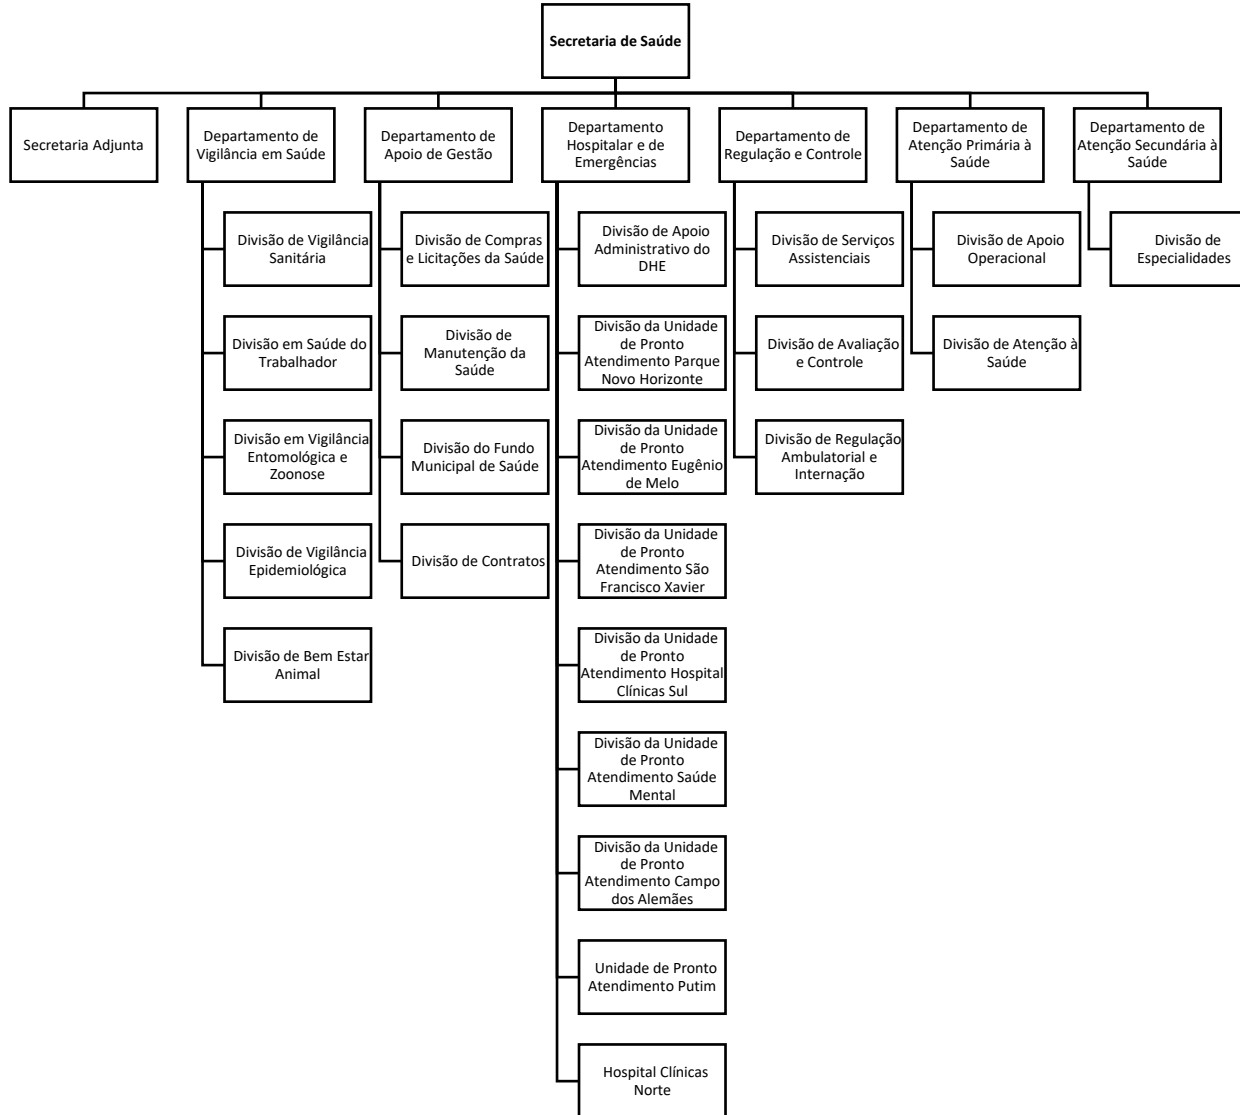 Secretaria de Saúde
Secretaria Adjunta
Departamento de
Vigilância em Saúde
Departamento de
Apoio de Gestão
Departamento
Hospitalar e de
Emergências
Departamento de
Regulação e Controle
Departamento de
Atenção Primária à
Saúde
Departamento de
Atenção Secundária à
Saúde
Divisão de Vigilância
Sanitária
Divisão em Saúde do
Trabalhador
Divisão em Vigilância
Entomológica e
Zoonose
Divisão de Vigilância
Epidemiológica
Divisão de Bem Estar
Animal
Divisão de Compras
e Licitações da Saúde
Divisão de
Manutenção da
Saúde
Divisão do Fundo
Municipal de Saúde
Divisão de Contratos
Divisão de Apoio
Administrativo do
DHE
Divisão da Unidade
de Pronto
Atendimento Parque
Novo Horizonte
Divisão da Unidade
de Pronto
Atendimento Eugênio
de Melo
Divisão da Unidade
de Pronto
Atendimento São
Francisco Xavier
Divisão da Unidade
de Pronto
Atendimento Hospital
Clínicas Sul
Divisão da Unidade
de Pronto
Atendimento Saúde
Mental
Divisão da Unidade
de Pronto
Atendimento Campo
dos Alemães
Unidade de Pronto
Atendimento Putim
Hospital Clínicas
Norte
Divisão de Serviços
Assistenciais
Divisão de Avaliação
e Controle
Divisão de Regulação
Ambulatorial e
Internação
Divisão de Apoio
Operacional
Divisão de Atenção à
Saúde
Divisão de
Especialidades